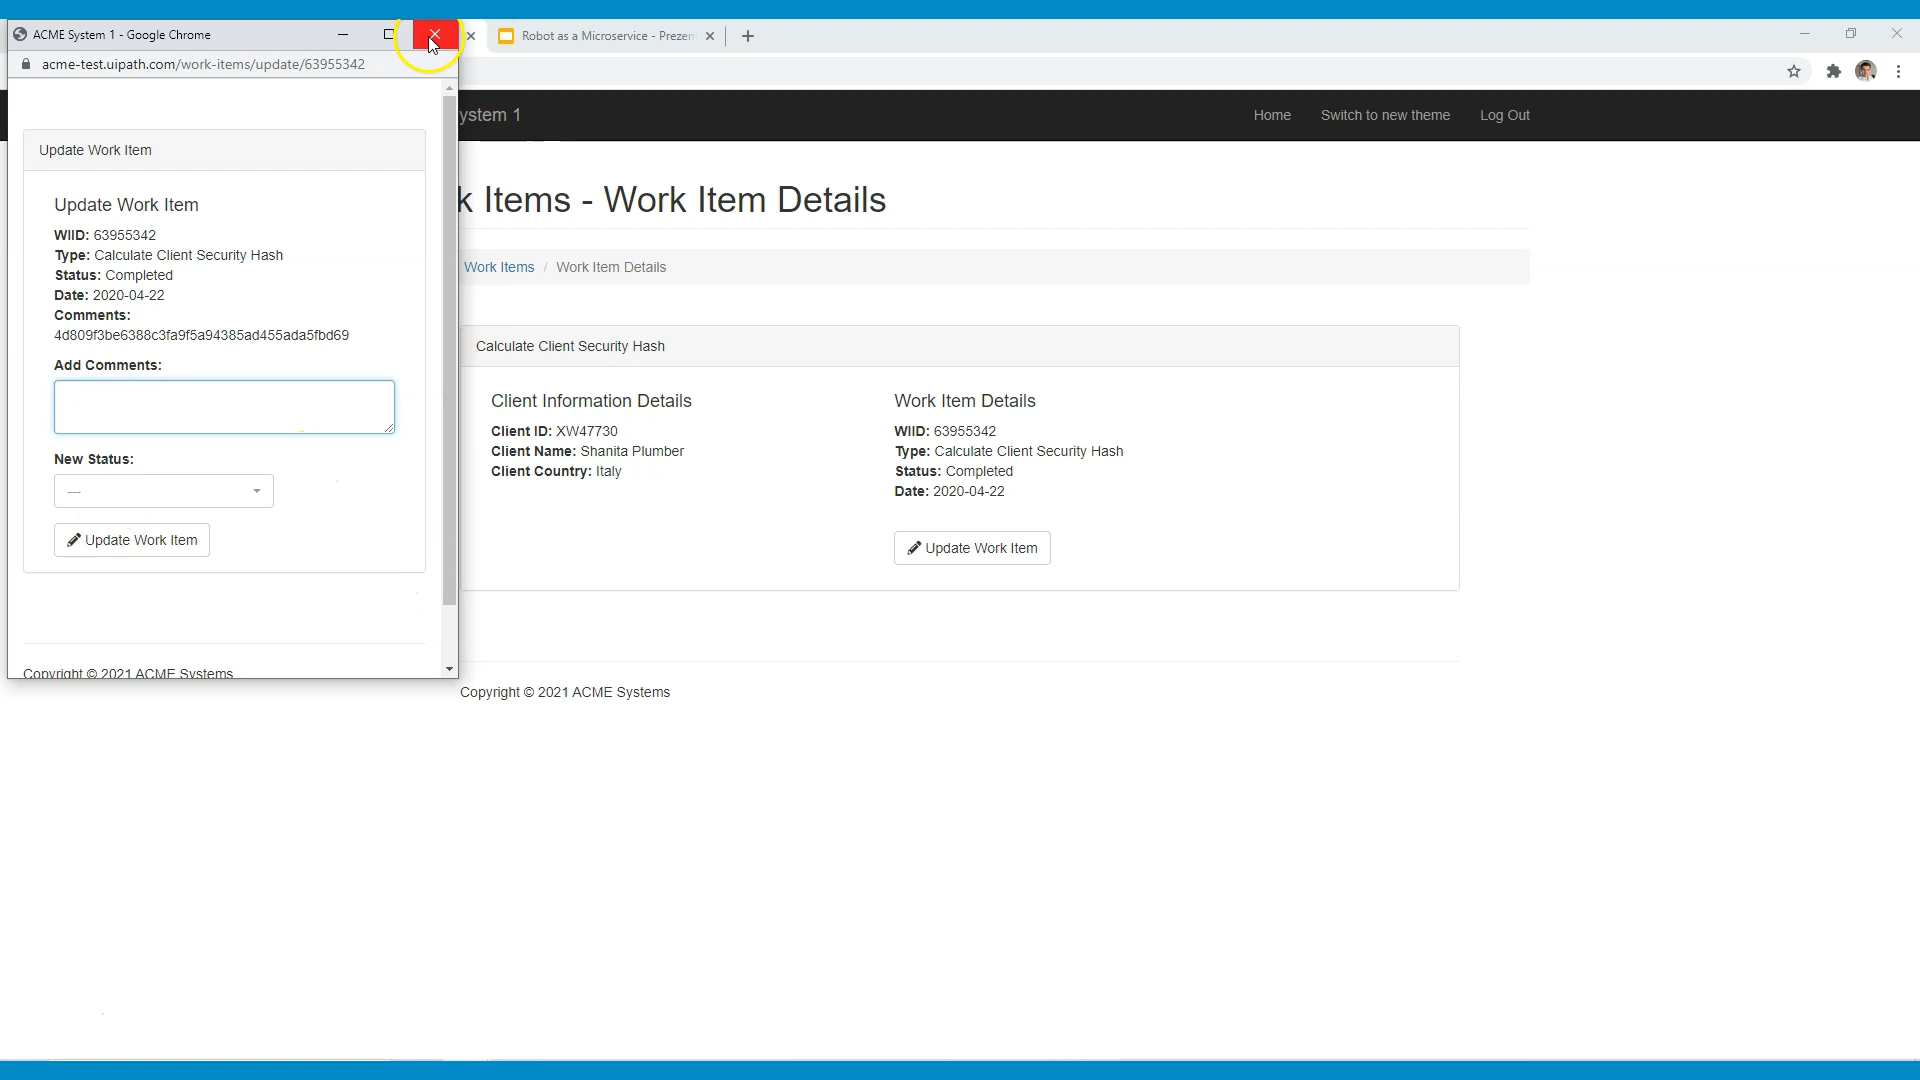 ACME System 1 - Google Chrome
Robot as a Microservice - Prezen
acme-test.uipath.com/work-items/update/63955342
ystem 1
Home
Switch to new theme
Log Out
Update Work Item
Update Work Item
WIID: 63955342
Type: Calculate Client Security Hash
Status: Completed
Date: 2020-04-22
Comments:
4d809f3be6388c3fa9f5a94385ad455ada5fbd69
Add Comments:
New Status:
---
Update Work Item
Copyright © 2021 ACME Systems
k Items - Work Item Details
Work Items / Work Item Details
Calculate Client Security Hash
Client Information Details
Client ID: XW47730
Client Name: Shanita Plumber
Client Country: Italy
Work Item Details
WIID: 63955342
Type: Calculate Client Security Hash
Status: Completed
Date: 2020-04-22
Update Work Item
Copyright © 2021 ACME Systems